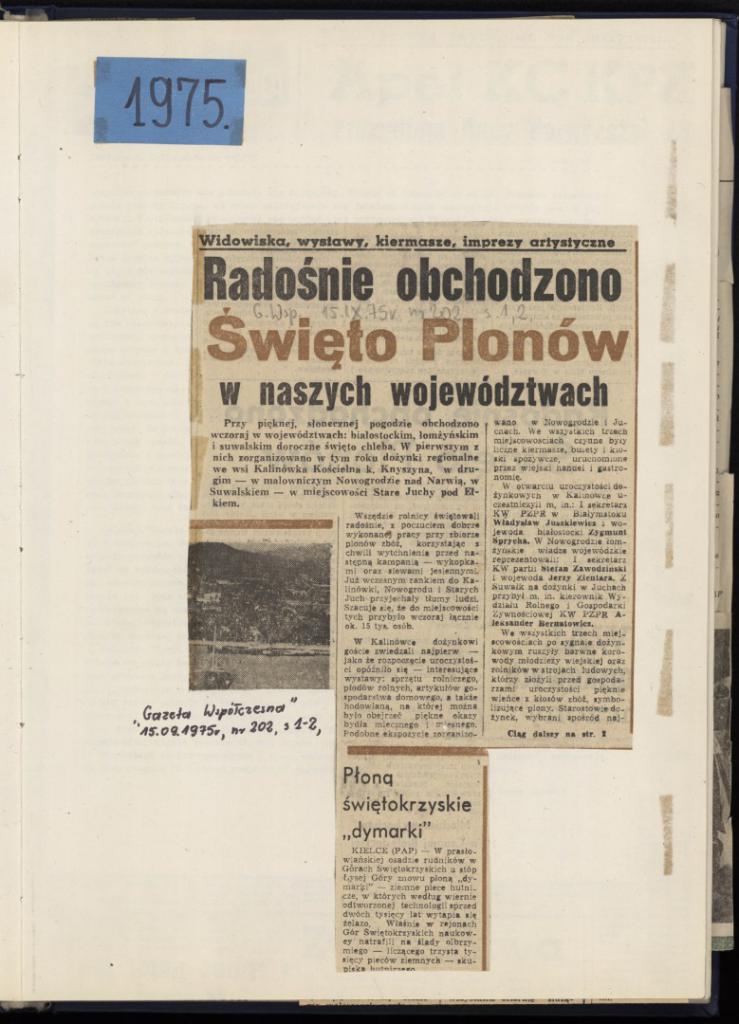 1975.
Widowiska, wystawy, kiermasze, imprezy artystyczne
Radośnie obchodzono
G. Wsp. 15.IX.75r. nr 202 s 1,2,
Święto Plonów
w naszych województwach
Przy pięknej, słonecznej pogodzie obchodzono
wczoraj w województwach: białostockim, łomżyńskim
i suwalskim doroczne święto chleba. W pierwszym z
nich zorganizowano w tym roku dożynki regionalne
we wsi Kalinówka Kościelna k. Knyszyna, w dru-
gim — w malowniczym Nowogrodzie nad Narwią, w
Suwalskiem — w miejscowości Stare Juchy pod Eł-
kiem.
Wszędzie rolnicy świętowali
radośnie, z poczuciem dobrze
wykonanej pracy przy zbiorze
plonów zbóż, korzystając z
chwili wytchnienia przed na-
stępną kampanią — wykopka-
mi oraz siewami jesiennymi.
Już wczesnym rankiem do Ka-
linówki, Nowogrodu i Starych
Juch przyjechały tłumy ludzi.
Szacuje się, że do miejscowości
tych przybyło wczoraj łącznie
ok. 15 tys. osób.
W Kalinówce dożynkowi
goście zwiedzali najpierw —
jako że rozpoczęcie uroczystoś-
ci opóźniło się — interesujące
wystawy: sprzętu rolniczego,
płodów rolnych, artykułów go-
spodarstwa domowego, a także
hodowlaną, na której można
było obejrzeć piękne okazy
bydła mlecznego i mięsnego.
Podobne ekspozycje zorganizo-
wano w Nowogrodzie i Ju-
chach. We wszystkich trzech
miejscowościach czynne były
liczne kiermasze, bufety i kio-
ski spożywcze, uruchomione
przez wiejski handel i gastro-
nomię.
W otwarciu uroczystości do-
żynkowych w Kalinówce u-
czestniczyli m. in.: I sekretarz
KW PZPR w Białymstoku
Władysław Juszkiewicz i wo-
jewoda białostocki Zygmunt
Sprycha. W Nowogrodzie łom-
żyńskie władze wojewódzkie
reprezentowali: I sekretarz
KW partii Stefan Zawodziński
i wojewoda Jerzy Zientara. Z
Suwałk na dożynki w Juchach
przybył m. in. kierownik Wy-
działu Rolnego i Gospodarki
Żywnościowej KW PZPR A-
leksander Bernatowicz.
We wszystkich trzech miej-
scowościach po sygnale dożyn-
kowym ruszyły barwne koro-
wody młodzieży wiejskiej oraz
rolników w strojach ludowych,
którzy złożyli przed gospoda-
rzami uroczystości pięknie
wieńce z kłosów zbóż, symbo-
lizujące plony. Starostowie do-
żynek, wybrani spośród naj-
Ciąg dalszy na str. 2
"Gazeta Współczesna"
15.09.1975r, nr 202, s 1-2,
Płoną
świętokrzyskie
„dymarki”
KIELCE (PAP) — W prasło-
wiańskiej osadzie rudników w
Górach Świętokrzyskich u stóp
Łysej Góry znowu płoną „dy-
marki” — ziemne piece hutni-
cze, w których według wiernie
odtworzonej technologii sprzed
dwóch tysięcy lat wytapia się
żelazo. Właśnie w rejonach
Gór Świętokrzyskich naukow-
cy natrafili na ślady olbrzy-
miego — liczącego trzysta ty-
sięcy pieców ziemnych — sku-
piska hutniczego.